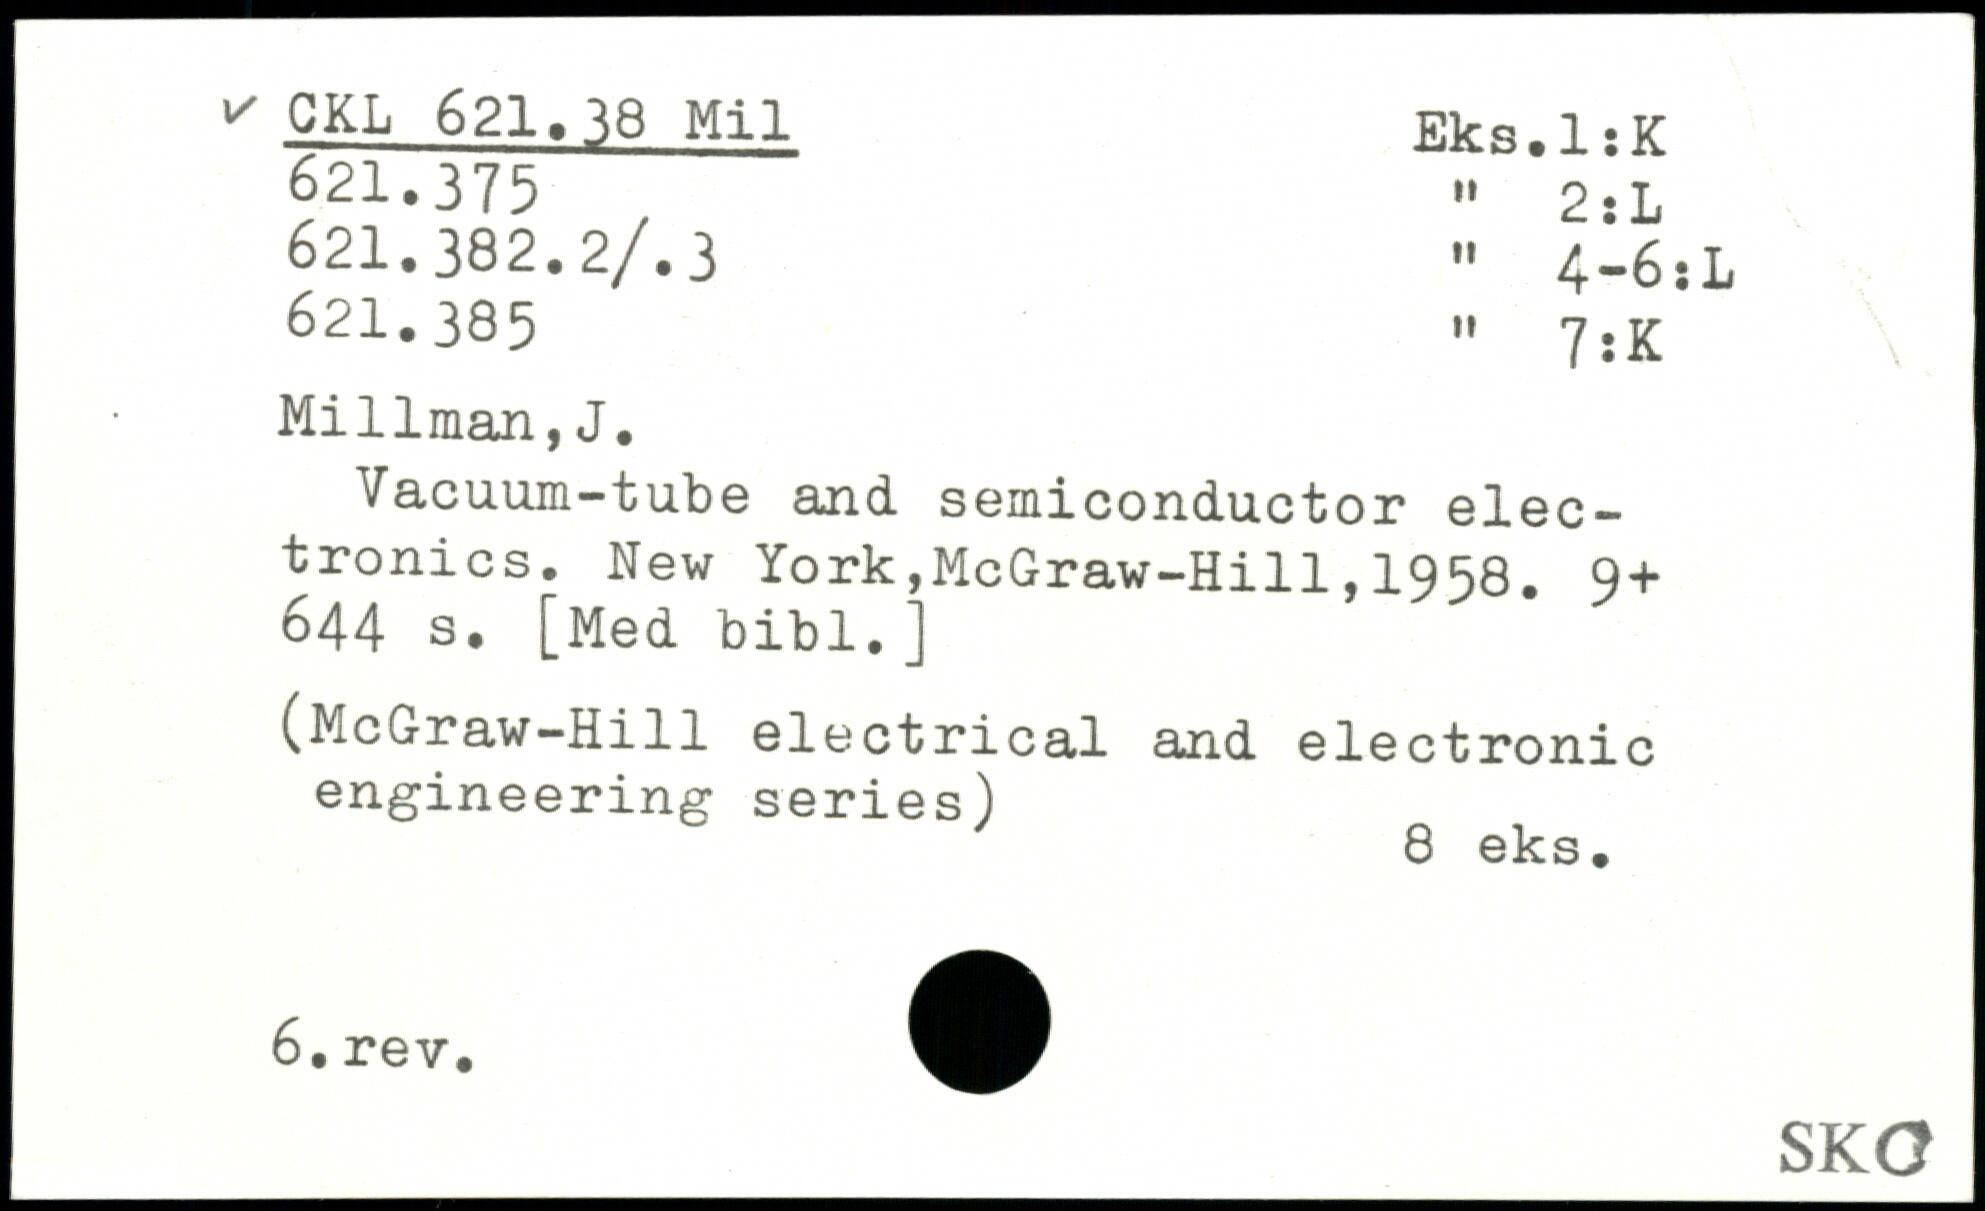 ✓ CKL 621.38 Mil
621.375
621.382.2/.3
621.385
Eks.1:K
" 2:L
" 4-6:L
" 7:K
Millman,J.
Vacuum-tube and semiconductor elec-
tronics. New York,McGraw-Hill,1958. 9+
644 s. [Med bibl.]
(McGraw-Hill electrical and electronic
engineering series)
8 eks.
6.rev.
SKO